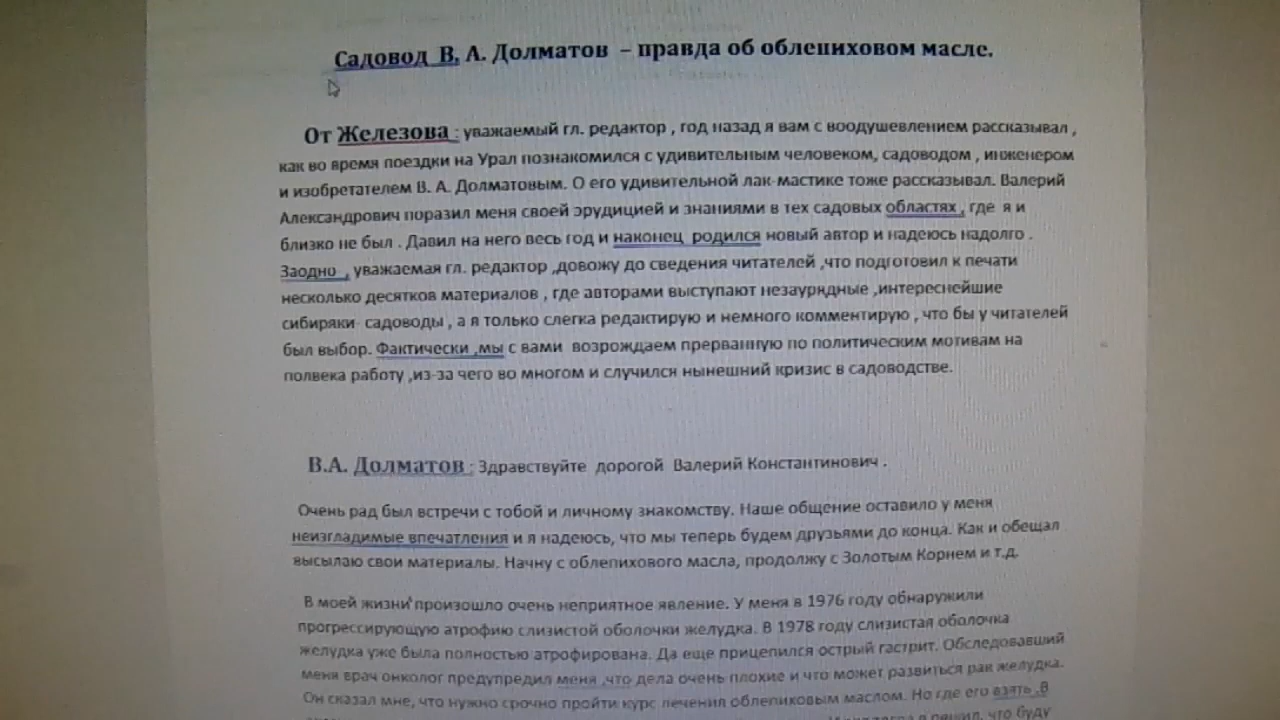 Садовод В. А. Долматов – правда об облепиховом масле.
От Железова : уважаемый гл. редактор , год назад я вам с воодушевлением рассказывал ,
как во время поездки на Урал познакомился с удивительным человеком, садоводом , инженером
и изобретателем В. А. Долматовым. О его удивительной лак-мастике тоже рассказывал. Валерий
Александрович поразил меня своей эрудицией и знаниями в тех садовых областях , где я и
близко не был . Давил на него весь год и наконец родился новый автор и надеюсь надолго .
Заодно , уважаемая гл. редактор ,довожу до сведения читателей ,что подготовил к печати
несколько десятков материалов , где авторами выступают незаурядные ,интереснейшие
сибиряки- садоводы , а я только слегка редактирую и немного комментирую , что бы у читателей
был выбор. Фактически ,мы с вами возрождаем прерванную по политическим мотивам на
полвека работу ,из-за чего во многом и случился нынешний кризис в садоводстве.
В.А. Долматов : Здравствуйте дорогой Валерий Константинович .
Очень рад был встречи с тобой и личному знакомству. Наше общение оставило у меня
неизгладимые впечатления и я надеюсь, что мы теперь будем друзьями до конца. Как и обещал
высылаю свои материалы. Начну с облепихового масла, продолжу с Золотым Корнем и т.д.
В моей жизни произошло очень неприятное явление. У меня в 1976 году обнаружили
прогрессирующую атрофию слизистой оболочки желудка. В 1978 году слизистая оболочка
желудка уже была полностью атрофирована. Да еще прицепился острый гастрит. Обследовавший
меня врач онколог предупредил меня ,что дела очень плохие и что может развиться рак желудка.
Он сказал мне, что нужно срочно пройти курс лечения облепиховым маслом. Но где его взять .В
я решил, что буду